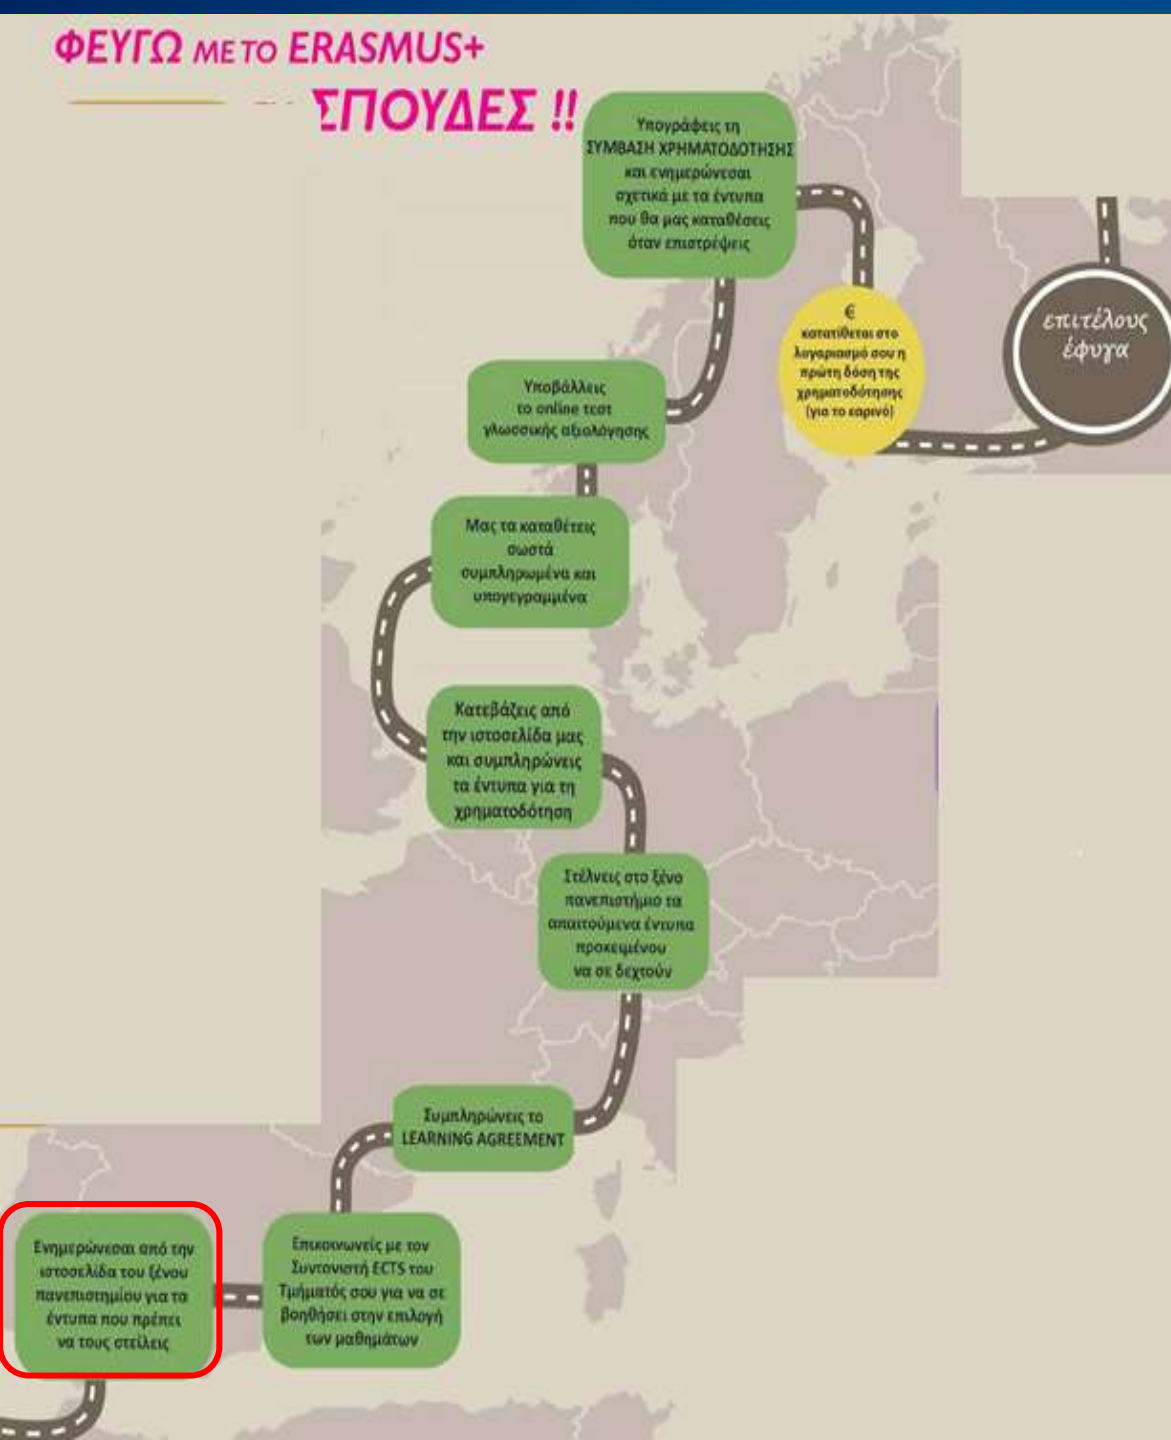 ΦΕΥΓΩ ΜΕ ΤΟ ERASMUS+
ΣΠΟΥΔΕΣ !!
Υπογράφεις τη
ΣΥΜΒΑΣΗ ΧΡΗΜΑΤΟΔΟΤΗΣΗΣ
και ενημερώνεσαι
σχετικά με τα έντυπα
που θα μας καταθέσεις
όταν επιστρέψεις
€
κατατίθεται στο
λογαριασμό σου η
πρώτη δόση της
χρηματοδότησης
(για το εαρινό)
επιτέλους
έφυγα
Υποβάλλεις
το online τεστ
γλωσσικής αξιολόγησης
Μας τα καταθέτεις
σωστά
συμπληρωμένα και
υπογεγραμμένα
Κατεβάζεις από
την ιστοσελίδα μας
και συμπληρώνεις
τα έντυπα για τη
χρηματοδότηση
Στέλνεις στο ξένο
πανεπιστήμιο τα
απαιτούμενα έντυπα
προκειμένου
να σε δεχτούν
Συμπληρώνεις το
LEARNING AGREEMENT
Επικοινωνείς με τον
Συντονιστή ECTS του
Τμήματός σου για να σε
βοηθήσει στην επιλογή
των μαθημάτων
Ενημερώνεσαι από την
ιστοσελίδα του ξένου
πανεπιστημίου για τα
έντυπα που πρέπει
να τους στείλεις